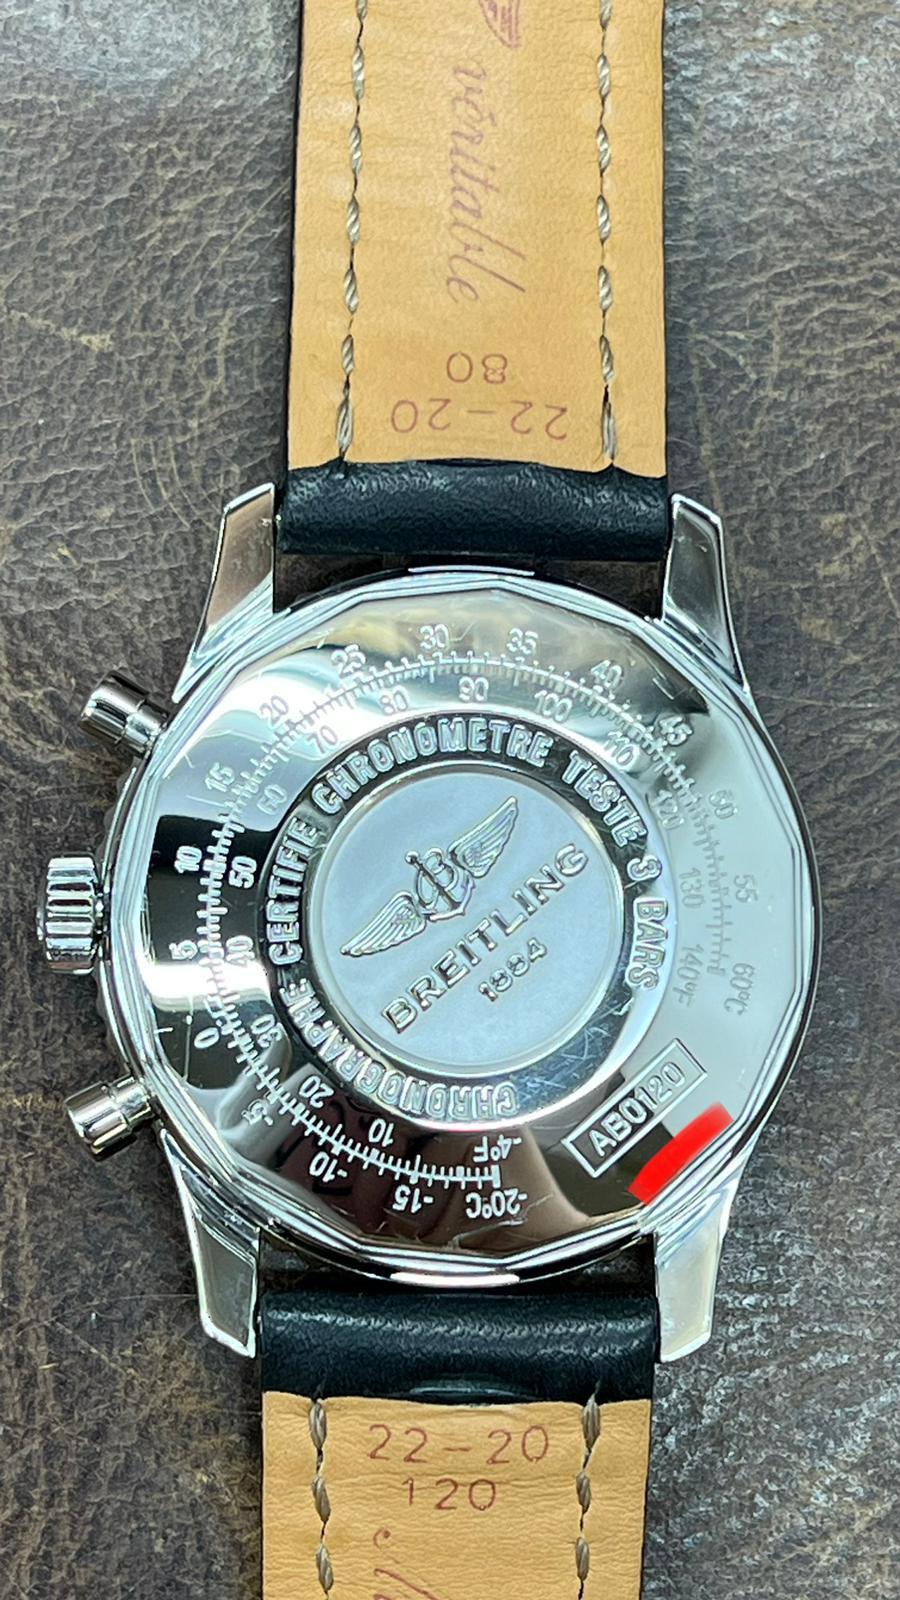 véritable
80
22-20
20 25 30 35 40 45 50 55 60°C
15 10 5 0 -5 -10 -15 -20°C
70 80 90 100 110 120 130 140°F
60 50 40 30 20 10 -4°F
CHRONOGRAPHE CERTIFIE CHRONOMETRE TESTE 3 BARS
BREITLING
1884
AB0120
22-20
120